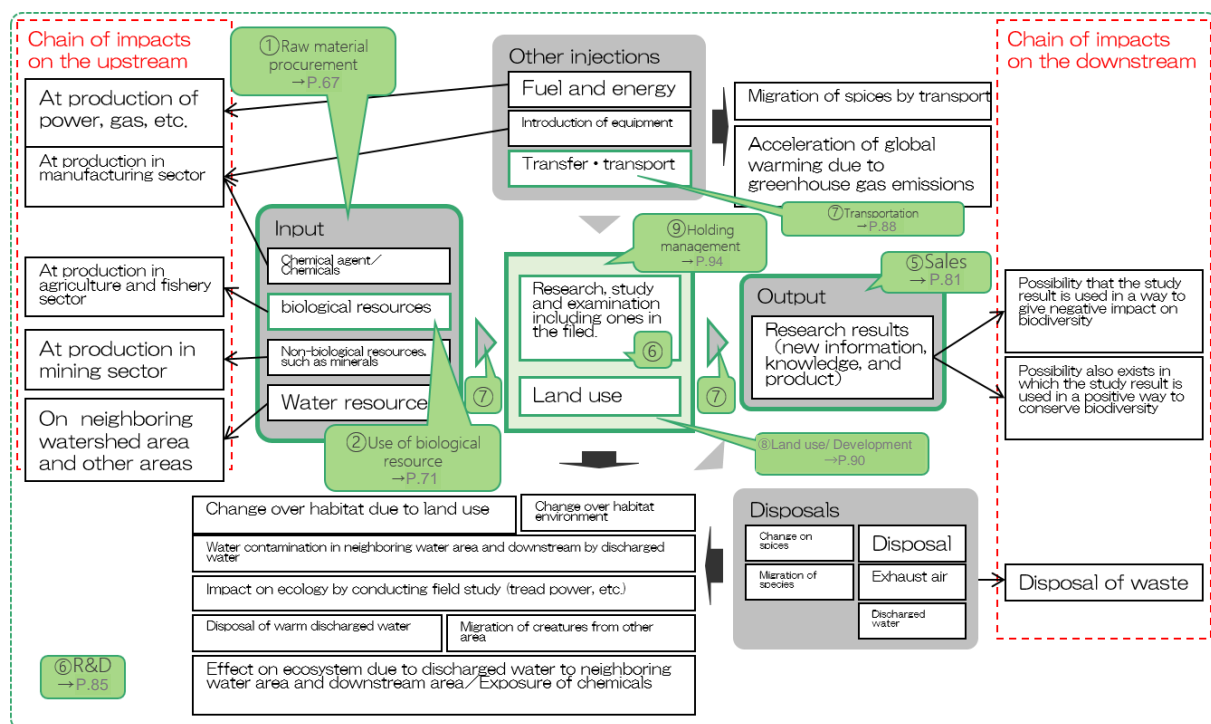 Chain of impacts
on the upstream
At production of
power, gas, etc.
At production in
manufacturing sector
At production in
agriculture and fishery
sector
At production in
mining sector
On neighboring
watershed area
and other areas
①Raw material
procurement
→P.67
Other injections
Fuel and energy
Introduction of equipment
Transfer・transport
Migration of spices by transport
Acceleration of global
warming due to
greenhouse gas emissions
⑦Transportation
→P.88
Chain of impacts
on the downstream
Input
Chemical agent／
Chemicals
biological resources
Non-biological resources,
such as minerals
Water resource
②Use of biological
resource
→P.71
⑦
⑨Holding
management
→P.94
Research, study
and examination
including ones in
the filed.
⑥
Land use
⑦
⑧Land use/ Development
→P.90
⑤Sales
→ P.81
Output
Research results
（new information,
knowledge, and
product）
Possibility that the study
result is used in a way to
give negative impact on
biodiversity
Possibility also exists in
which the study result is
used in a positive way to
conserve biodiversity
Change over habitat due to land use
Change over habitat
environment
Water contamination in neighboring water area and downstream by discharged
water
Impact on ecology by conducting field study (tread power, etc.)
Disposal of warm discharged water
Migration of creatures from other
area
Effect on ecosystem due to discharged water to neighboring
water area and downstream area／Exposure of chemicals
Disposals
Change on
spices
Disposal
Migration of
species
Exhaust air
Discharged
water
Disposal of waste
⑥R&D
→P.85